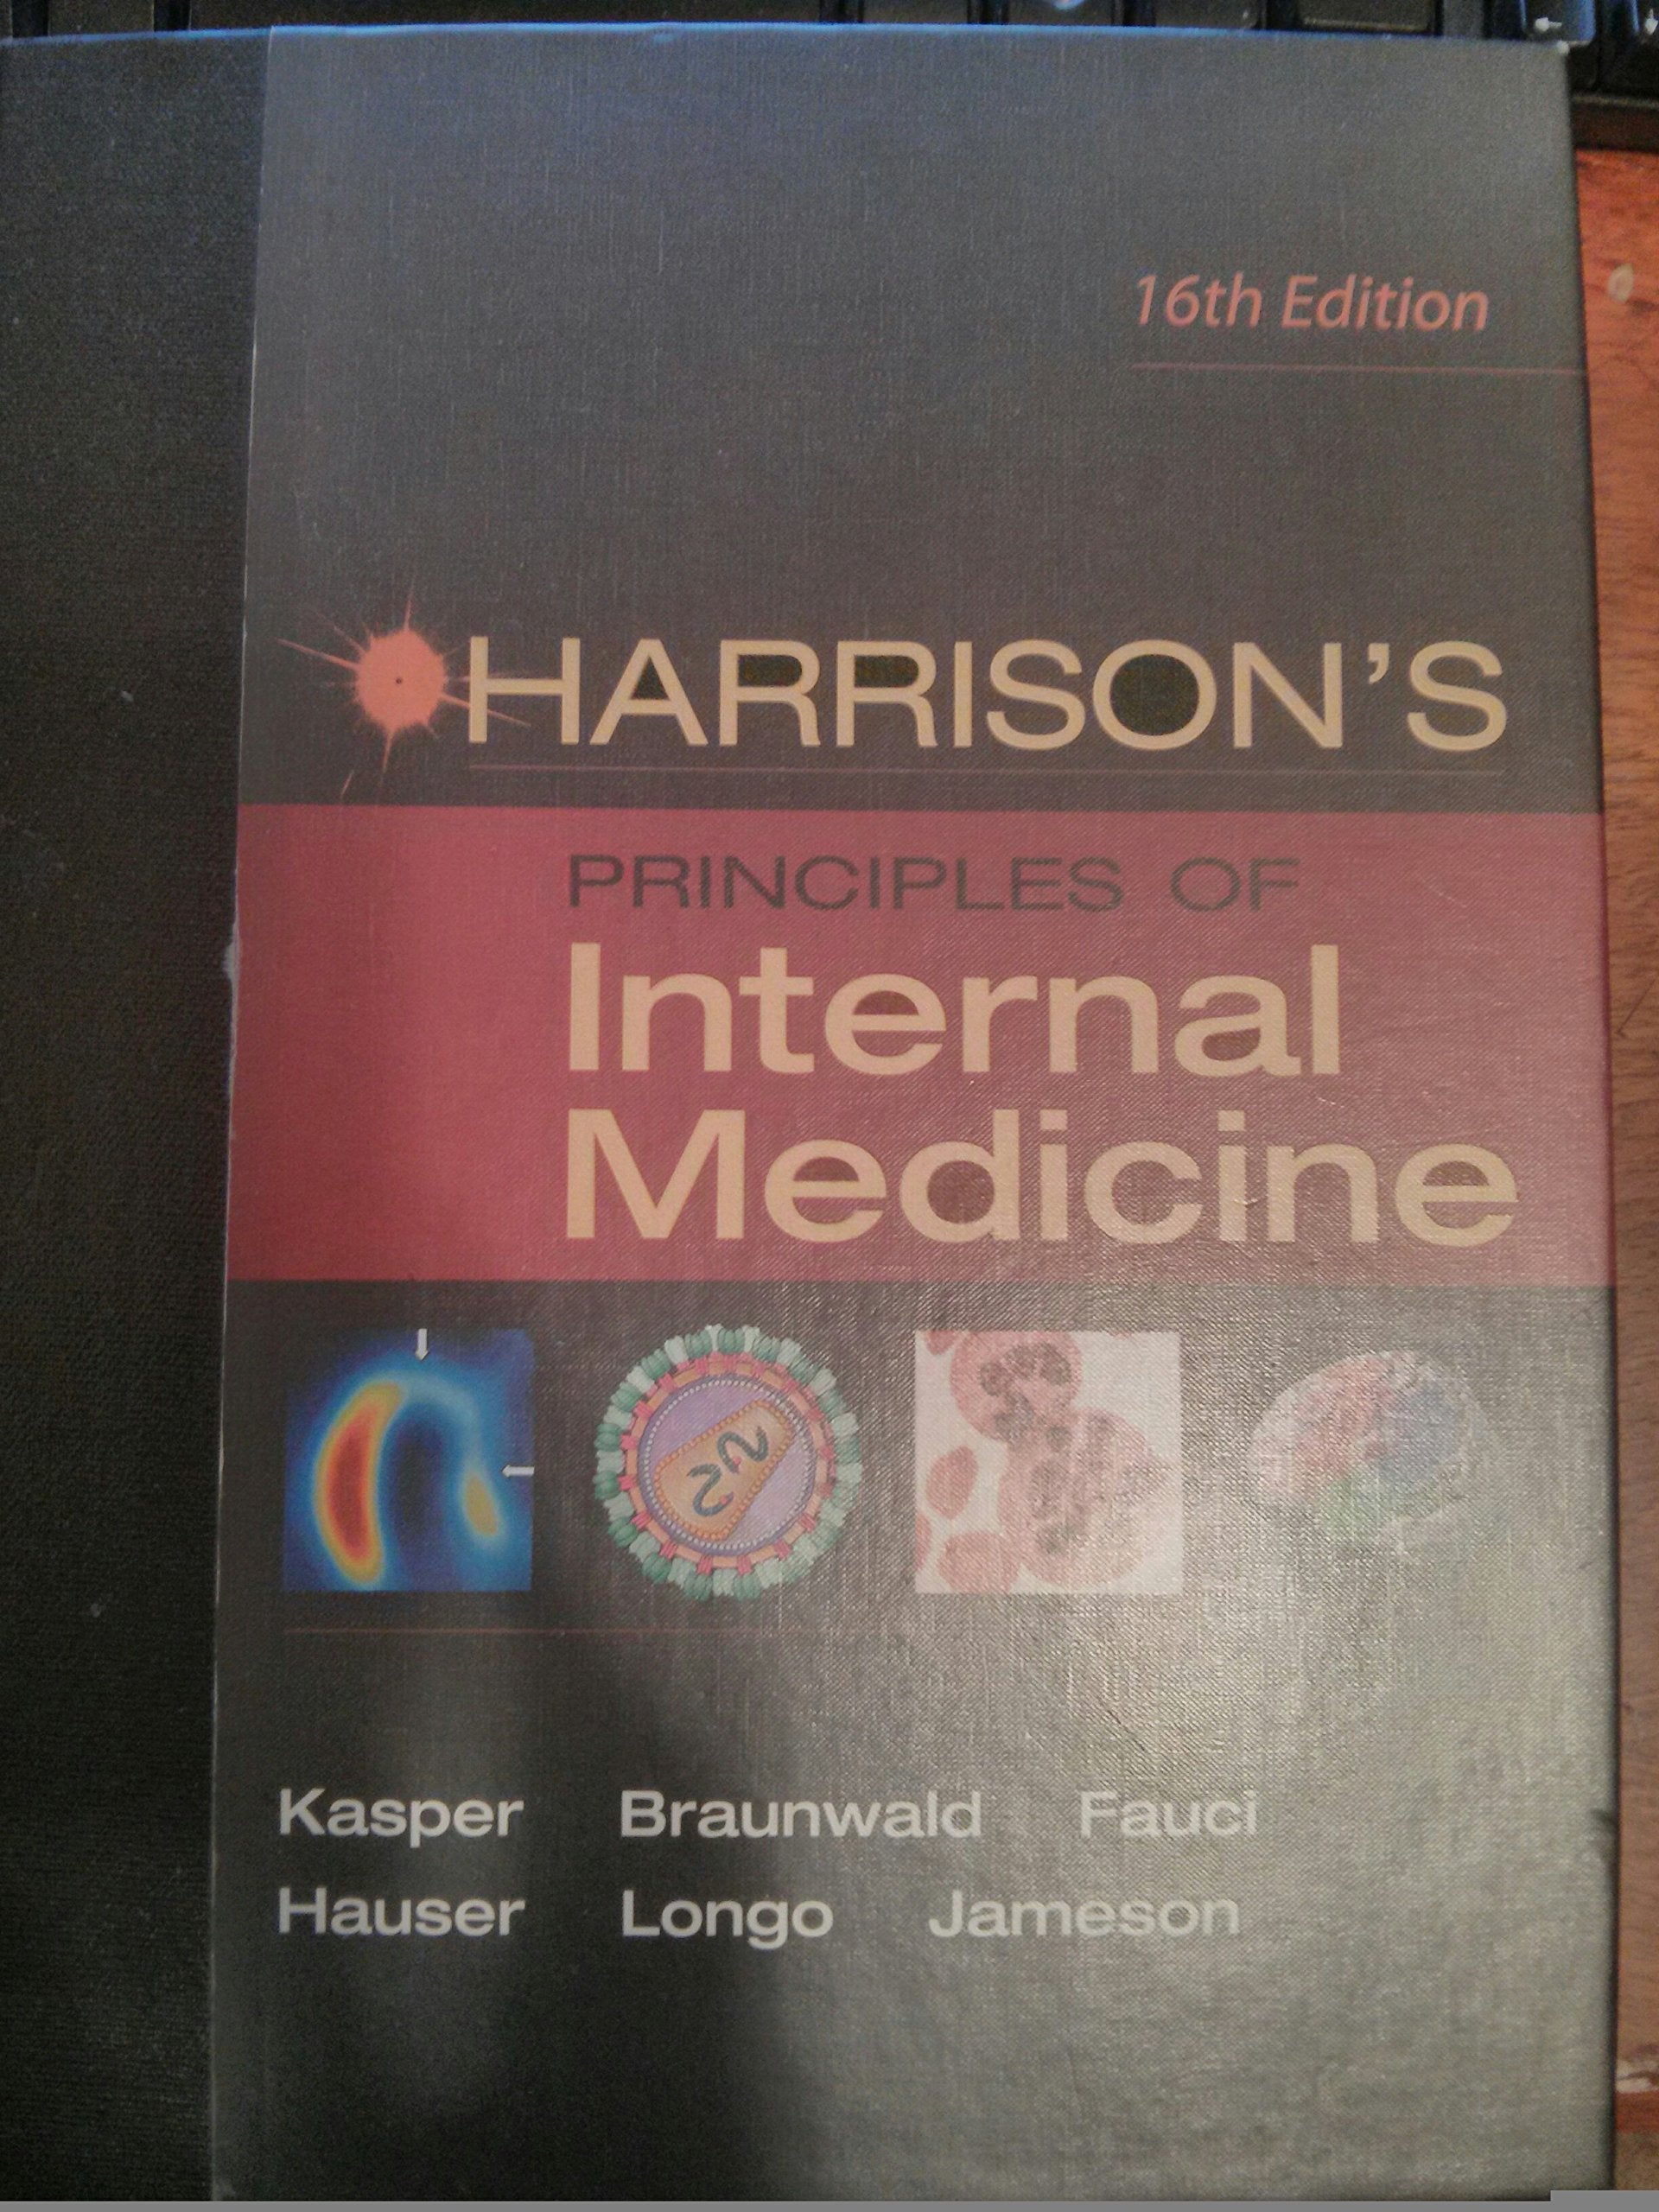 16th Edition
HARRISON'S
PRINCIPLES OF
Internal
Medicine
Kasper Braunwald Fauci
Hauser Longo Jameson